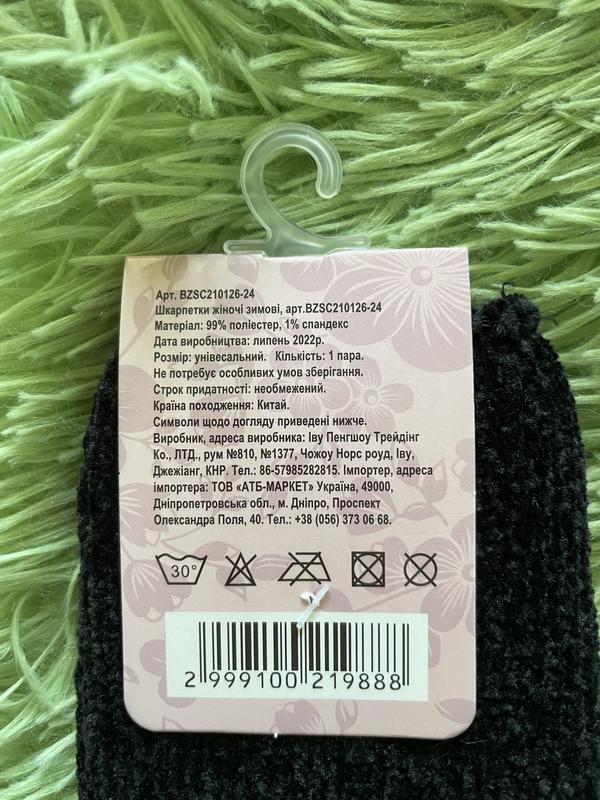 Арт. BZSC210126-24
Шкарпетки жіночі зимові, арт.BZSC210126-24
Матеріал: 99% поліестер, 1% спандекс
Дата виробництва: липень 2022р.
Розмір: унівесальний. Кількість: 1 пара.
Не потребує особливих умов зберігання.
Строк придатності: необмежений.
Країна походження: Китай.
Символи щодо догляду приведені нижче.
Виробник, адреса виробника: Іву Пенгшоу Трейдінг
Ко., ЛТД., рум №810, №1377, Чожоу Норс роуд, Іву,
Джежіанг, КНР. Тел.: 86-57985282815. Імпортер, адреса
імпортера: ТОВ «АТБ-МАРКЕТ» Україна, 49000,
Дніпропетровська обл., м. Дніпро, Проспект
Олександра Поля, 40. Тел.: +38 (056) 373 06 68.
30°
2 999100 219888